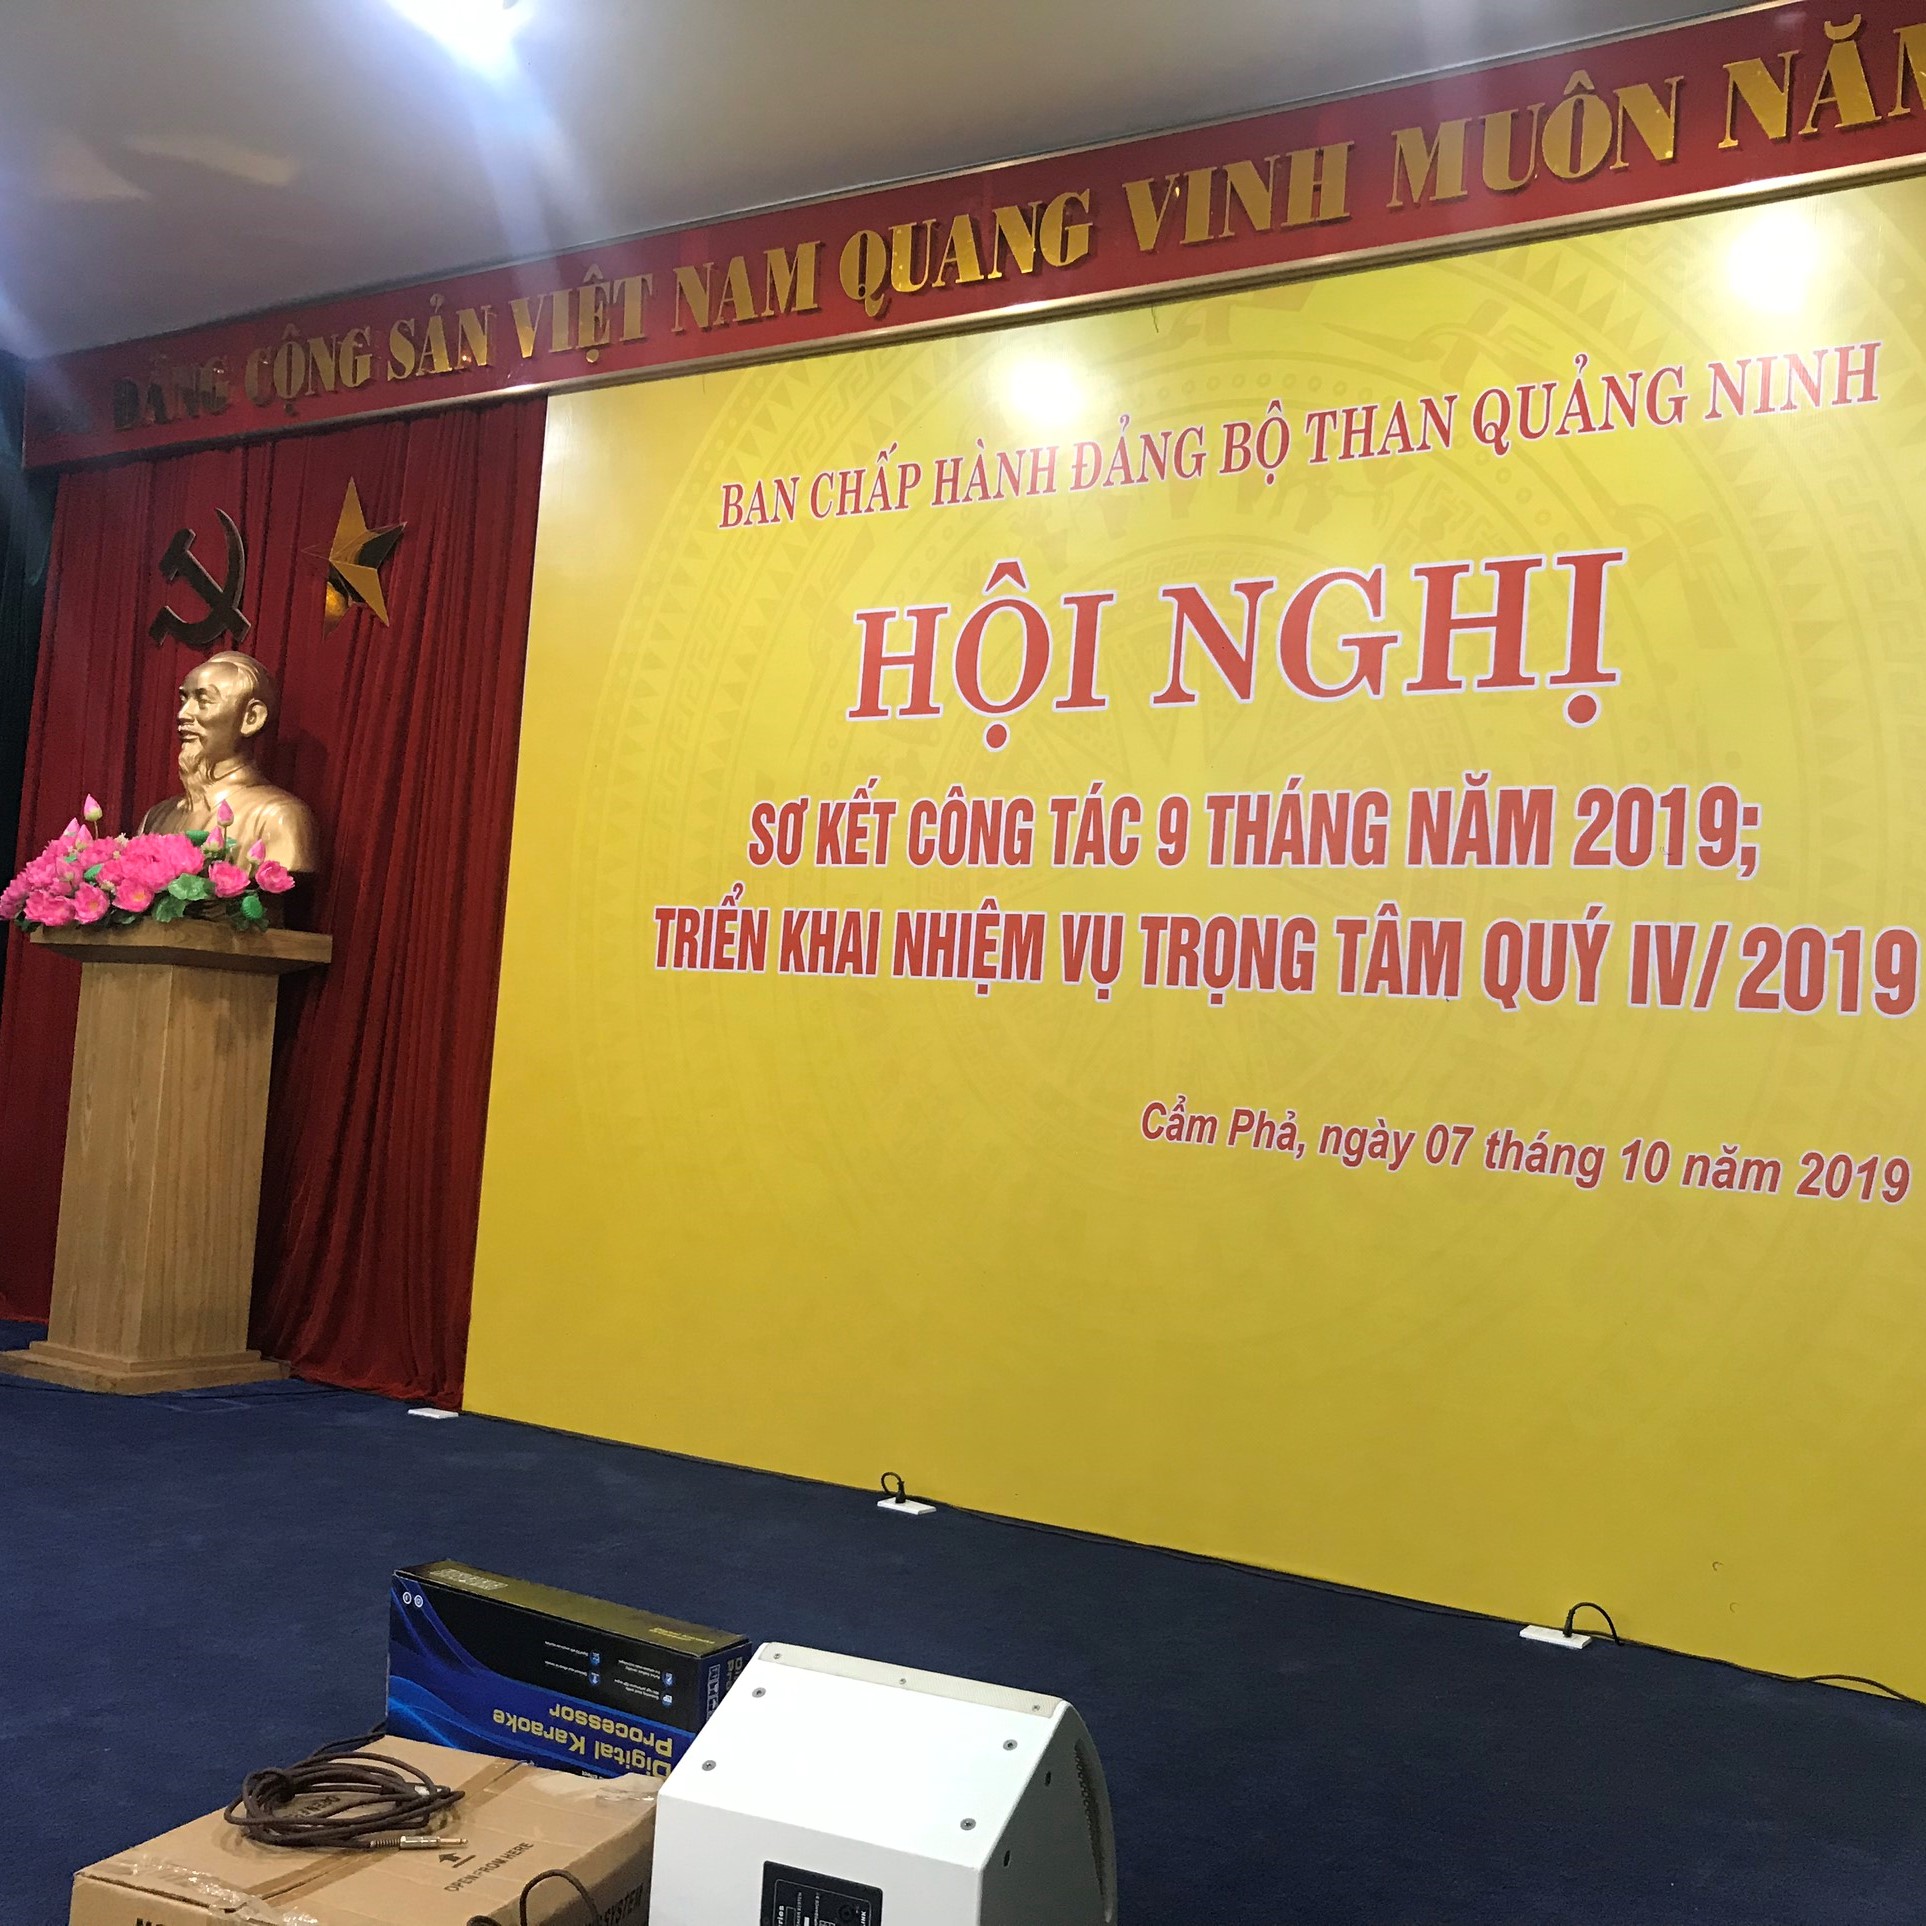 ĐẢNG CỘNG SẢN VIỆT NAM QUANG VINH MUÔN NĂM
BAN CHẤP HÀNH ĐẢNG BỘ THAN QUẢNG NINH
HỘI NGHỊ
SƠ KẾT CÔNG TÁC 9 THÁNG NĂM 2019;
TRIỂN KHAI NHIỆM VỤ TRỌNG TÂM QUÝ IV/2019
Cẩm Phả, ngày 07 tháng 10 năm 2019
Digital Karaoke
Processor
OPEN FROM HERE